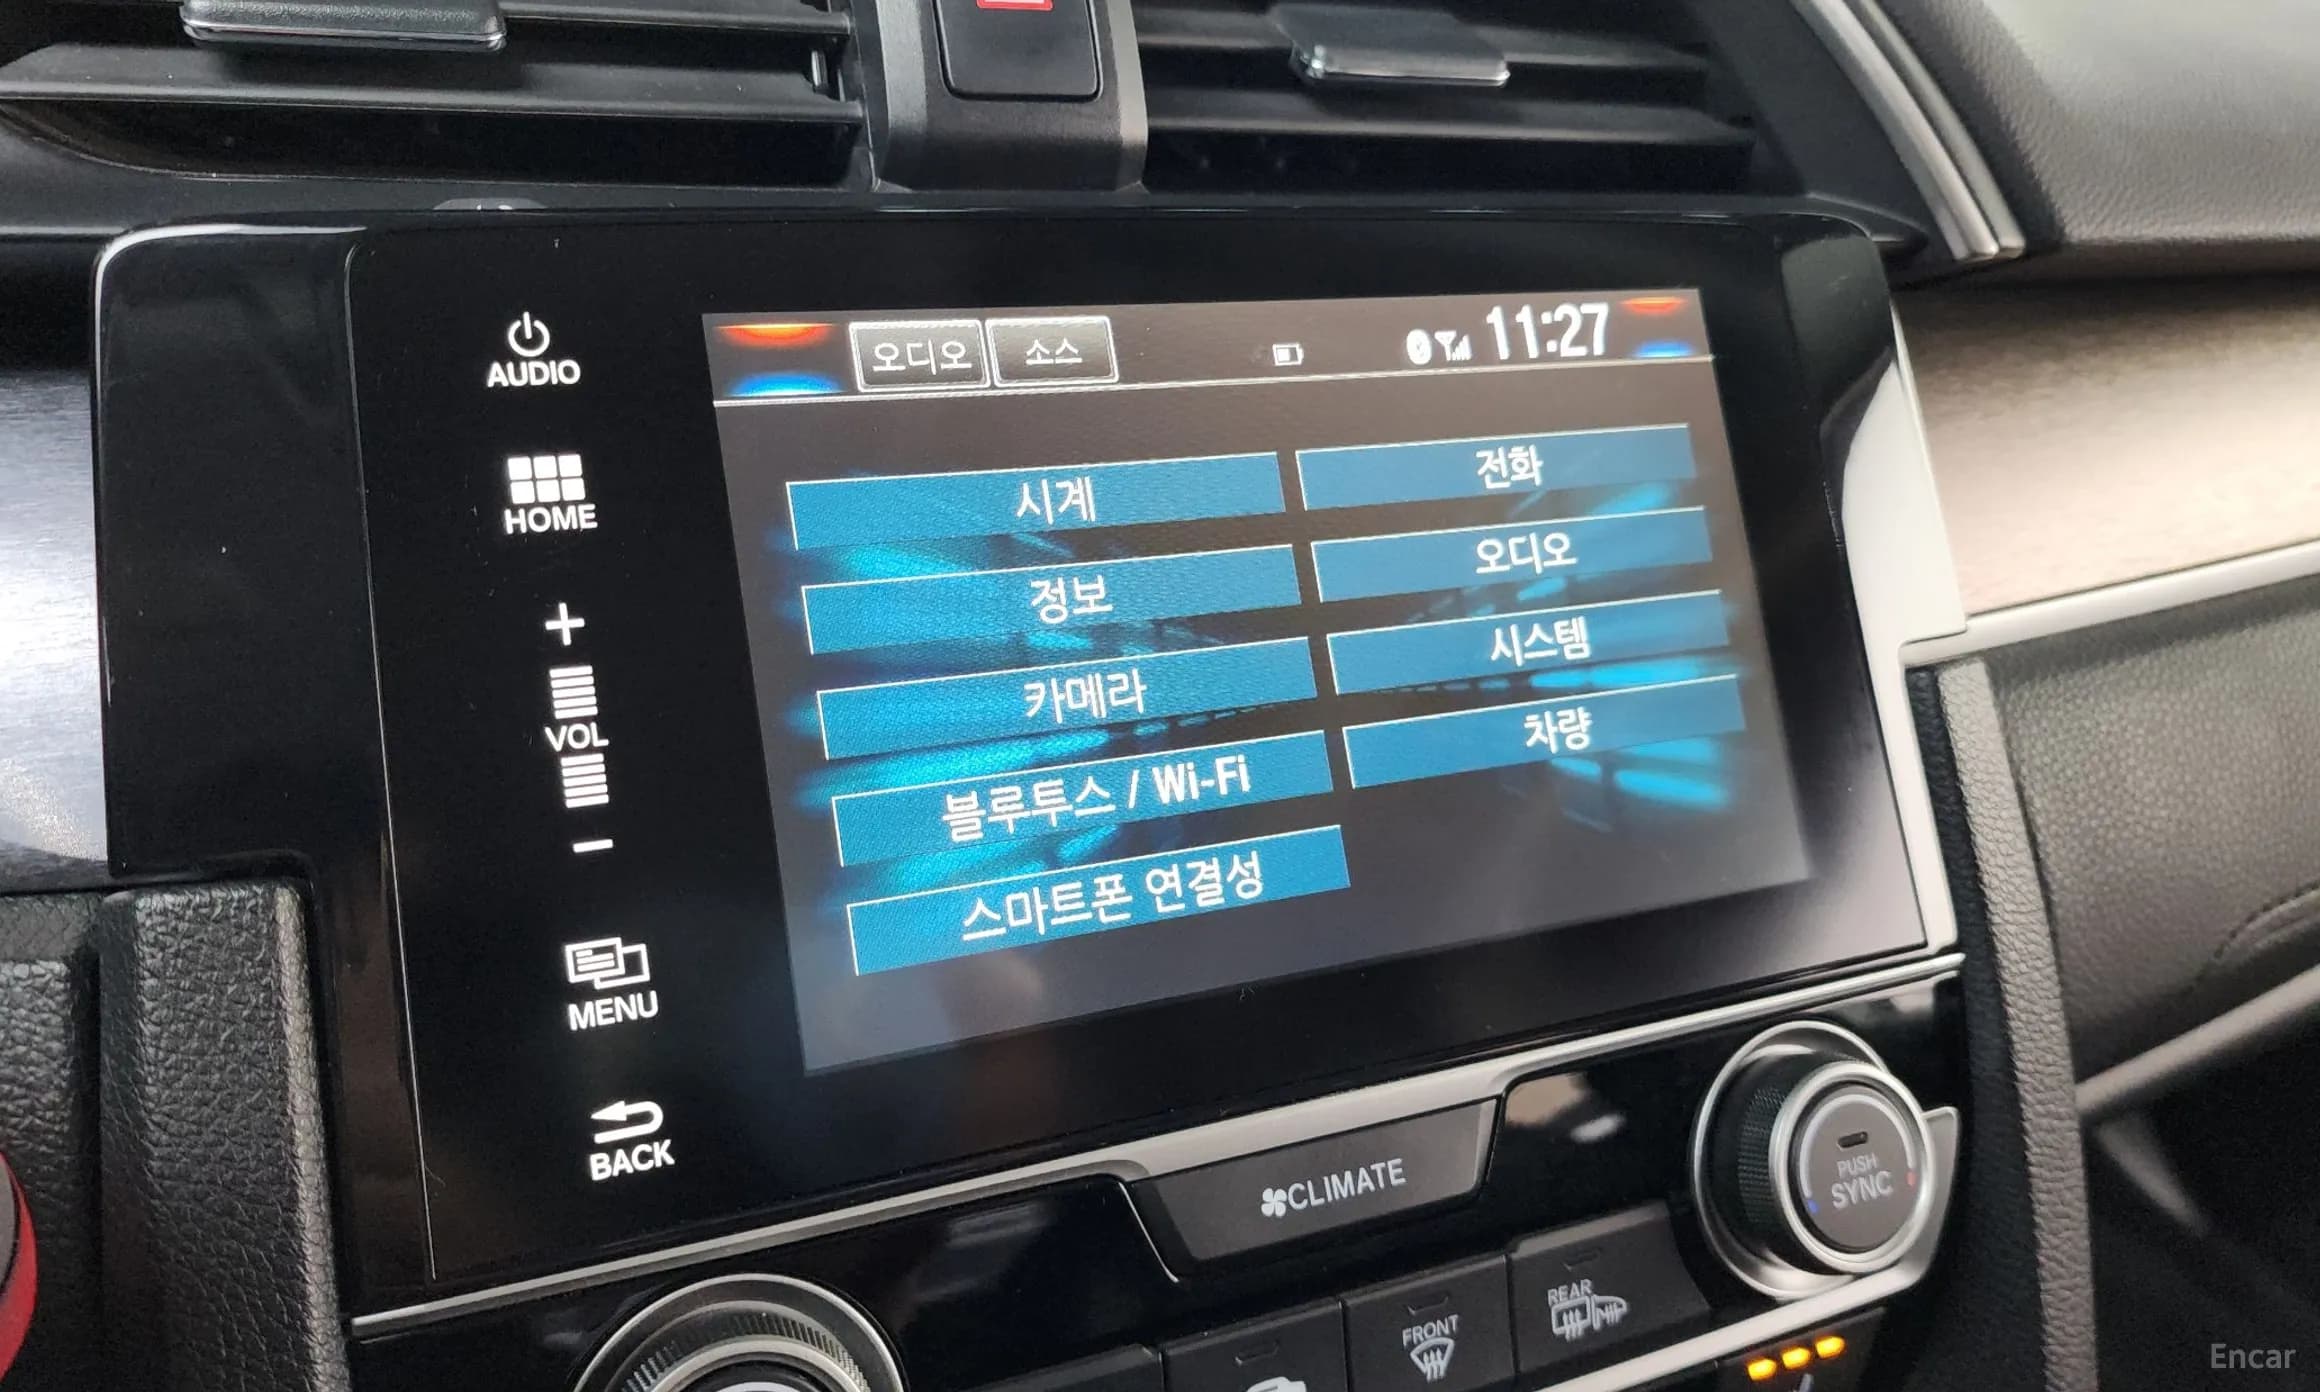 AUDIO
HOME
VOL
MENU
BACK
오디오 소스 11:27
시계 전화
정보 오디오
카메라 시스템
블루투스 / Wi-Fi 차량
스마트폰 연결성
CLIMATE
PUSH
SYNC
FRONT
REAR
Encar